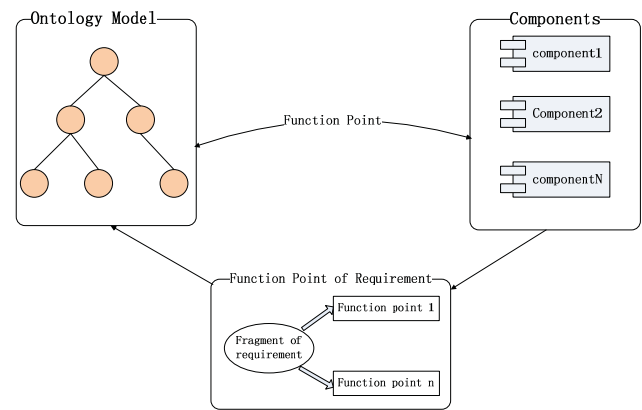 Ontology Model
Components
component1
Component2
componentN
Function Point
Function Point of Requirement
Function point 1
Fragment of
requirement
Function point n